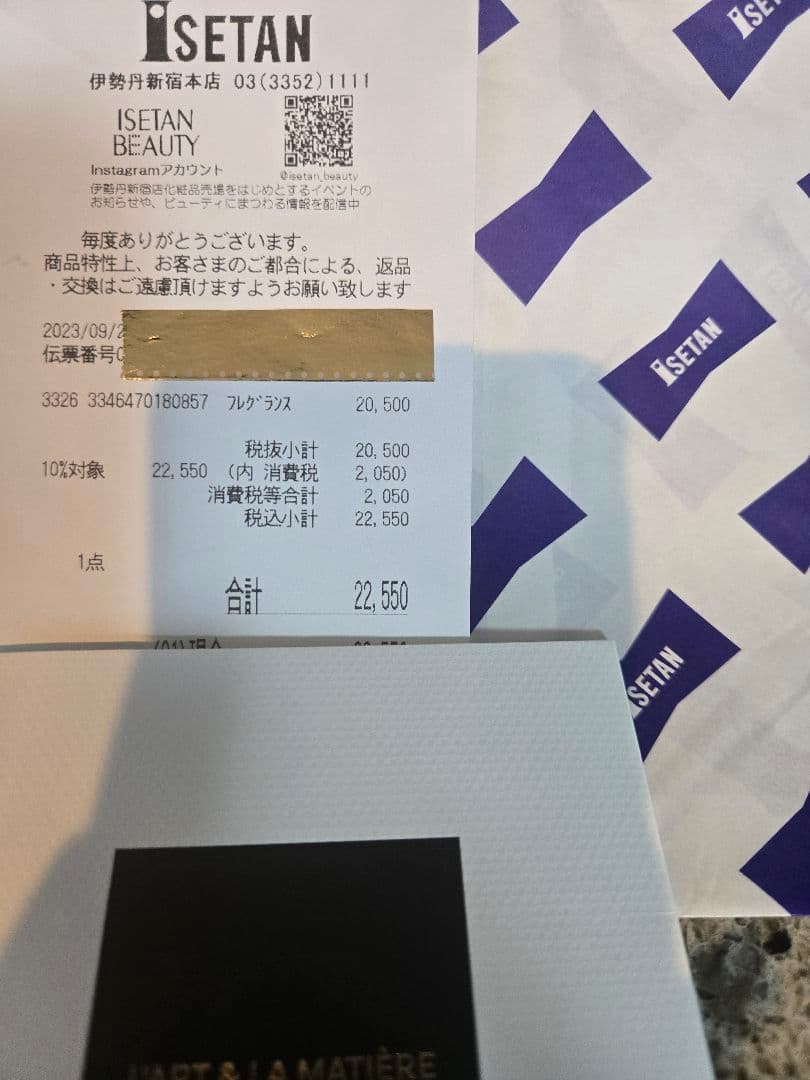 ISETAN
伊勢丹新宿本店 03(3352)1111
ISETAN
BEAUTY
Instagramアカウント
@isetan_beauty
伊勢丹新宿店化粧品売場をはじめとするイベントの
お知らせや、ビューティにまつわる情報を配信中
毎度ありがとうございます。
商品特性上、お客さまのご都合による、返品
・交換はご遠慮頂けますようお願い致します
2023/09/2
伝票番号
3326 3346470180857 フレグランス 20,500
税抜小計 20,500
10%対象 22,550 (内 消費税 2,050)
消費税等合計 2,050
税込小計 22,550
1点
合計 22,550
ISETAN
ISETAN
L'ART & LA MATIÈRE